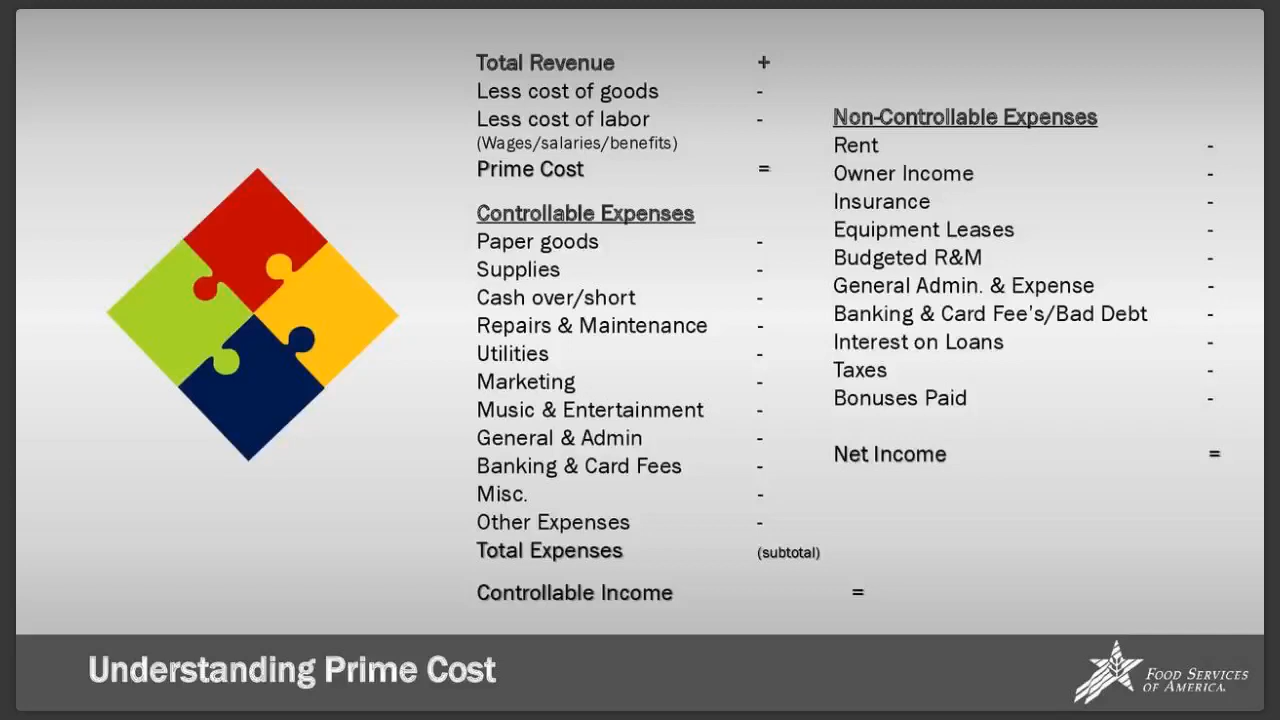 Total Revenue +
Less cost of goods -
Less cost of labor -
(Wages/salaries/benefits)
Prime Cost =
Controllable Expenses
Paper goods -
Supplies -
Cash over/short -
Repairs & Maintenance -
Utilities -
Marketing -
Music & Entertainment -
General & Admin -
Banking & Card Fees -
Misc. -
Other Expenses -
Total Expenses (subtotal)
Controllable Income =
Non-Controllable Expenses
Rent -
Owner Income -
Insurance -
Equipment Leases -
Budgeted R&M -
General Admin. & Expense -
Banking & Card Fee's/Bad Debt -
Interest on Loans -
Taxes -
Bonuses Paid -
Net Income =
Understanding Prime Cost
FOOD SERVICES
OF AMERICA.